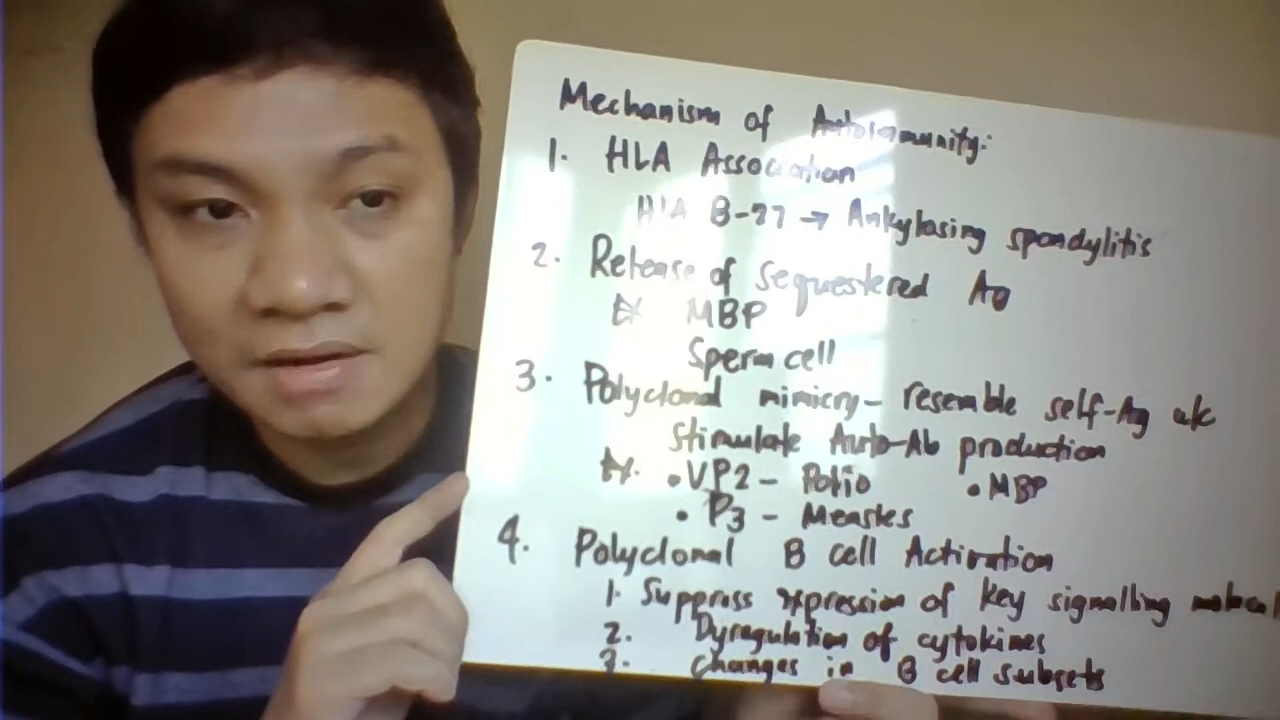 Mechanism of Autoimmunity:
1. HLA Association
HLA B-27 → Ankylosing spondylitis
2. Release of sequestered Ag
Ex MBP
Sperm cell
3. Polyclonal mimicry - resemble self-Ag
stimulate Auto-Ab production
Ex. • VP2 - Polio • MBP
• P3 - Measles
4. Polyclonal B cell Activation
1. Suppress expression of key signalling
2. Dyregulation of cytokines
3. Changes in B cell subsets